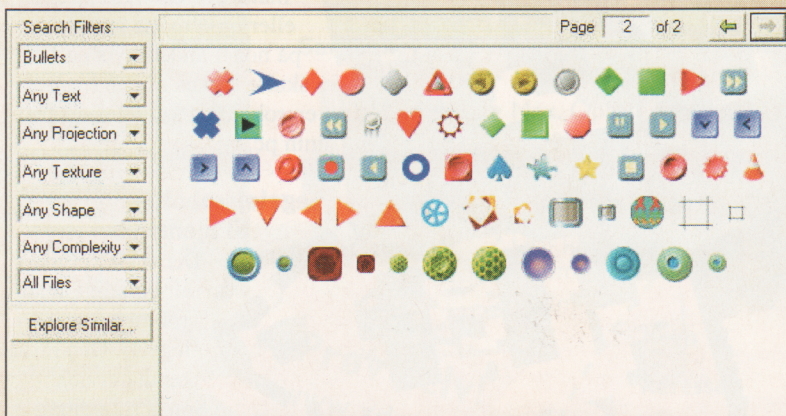 Search Filters
Page 2 of 2
Bullets
Any Text
Any Projection
Any Texture
Any Shape
Any Complexity
All Files
Explore Similar...